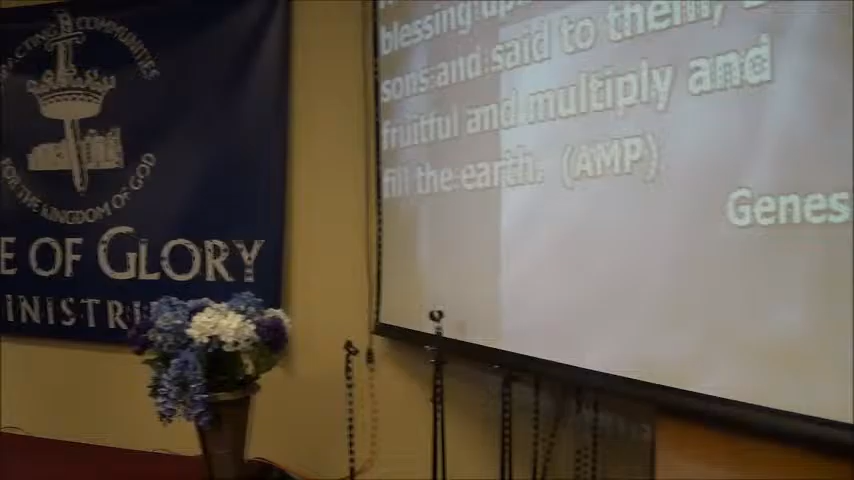 ACTING COMMUNITIES
FOR THE KINGDOM OF GOD
E OF GLORY
INISTRI
blessing
sons and said to them,
fruitful and multiply and
fill the earth. (AMP)
Genes